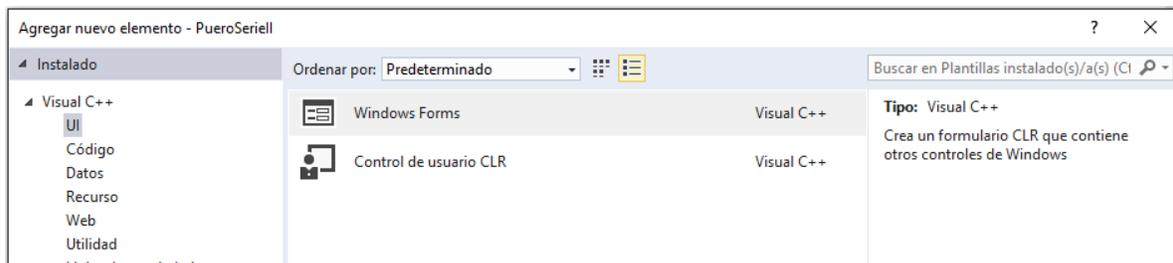 Agregar nuevo elemento - PueroSeriell
?
Instalado
Ordenar por: Predeterminado
Buscar en Plantillas instalado(s)/a(s) (Ct
Visual C++
UI
Código
Datos
Recurso
Web
Utilidad
Windows Forms Visual C++
Control de usuario CLR Visual C++
Tipo: Visual C++
Crea un formulario CLR que contiene
otros controles de Windows